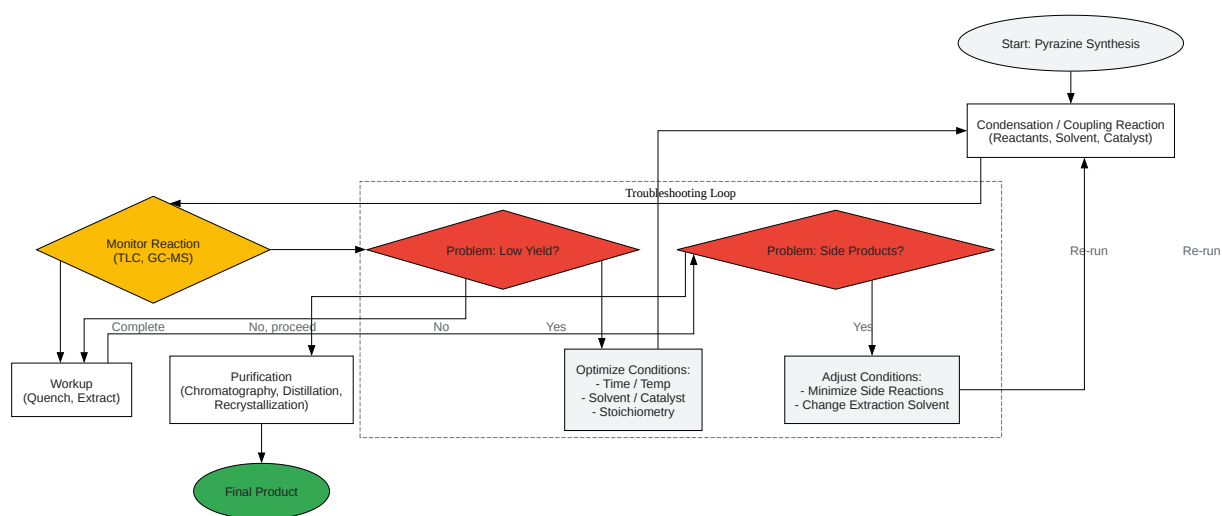 Start: Pyrazine Synthesis
Condensation / Coupling Reaction
(Reactants, Solvent, Catalyst)
Troubleshooting Loop
Monitor Reaction
(TLC, GC-MS)
Problem: Low Yield?
Problem: Side Products?
Re-run
Re-run
Complete
No, proceed
No
Yes
Yes
Workup
(Quench, Extract)
Purification
(Chromatography, Distillation,
Recrystallization)
Optimize Conditions:
- Time / Temp
- Solvent / Catalyst
- Stoichiometry
Adjust Conditions:
- Minimize Side Reactions
- Change Extraction Solvent
Final Product